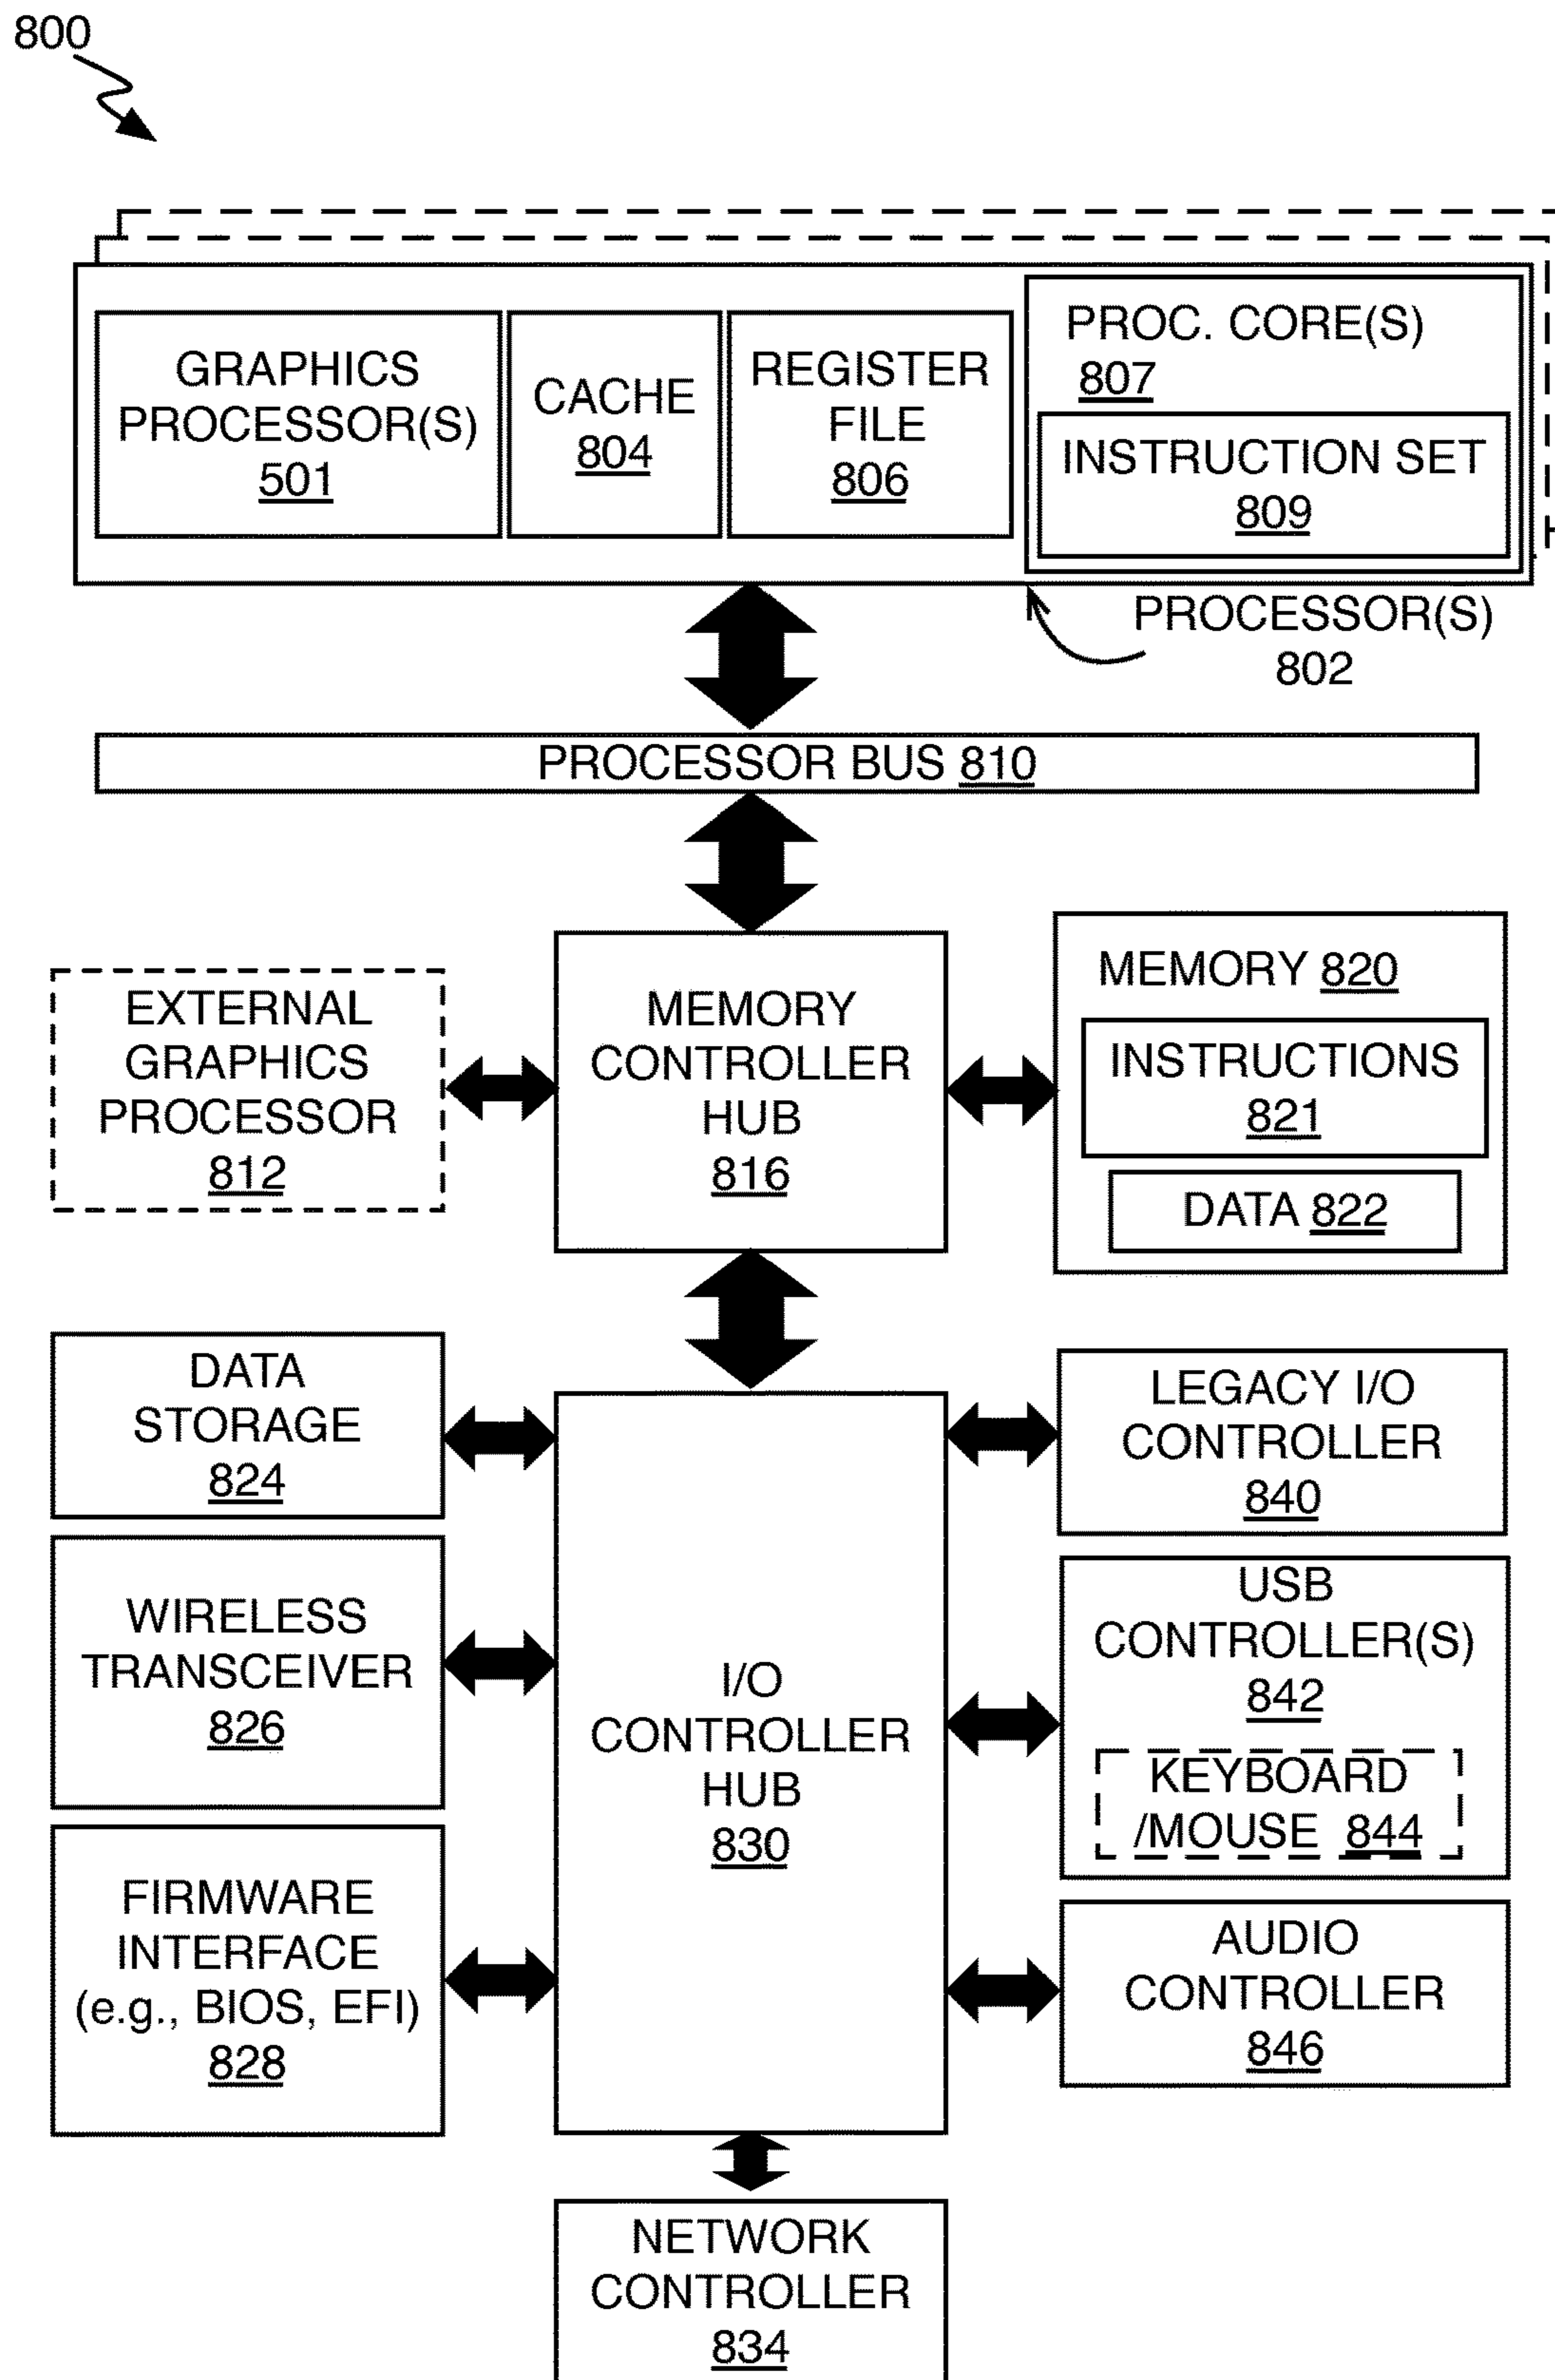 800
GRAPHICS
PROCESSOR(S)
501
CACHE
804
REGISTER
FILE
806
PROC. CORE(S)
807
INSTRUCTION SET
809
PROCESSOR(S)
802
PROCESSOR BUS 810
EXTERNAL
GRAPHICS
PROCESSOR
812
MEMORY
CONTROLLER
HUB
816
MEMORY 820
INSTRUCTIONS
821
DATA 822
DATA
STORAGE
824
WIRELESS
TRANSCEIVER
826
FIRMWARE
INTERFACE
(e.g., BIOS, EFI)
828
I/O
CONTROLLER
HUB
830
LEGACY I/O
CONTROLLER
840
USB
CONTROLLER(S)
842
KEYBOARD
/MOUSE 844
AUDIO
CONTROLLER
846
NETWORK
CONTROLLER
834